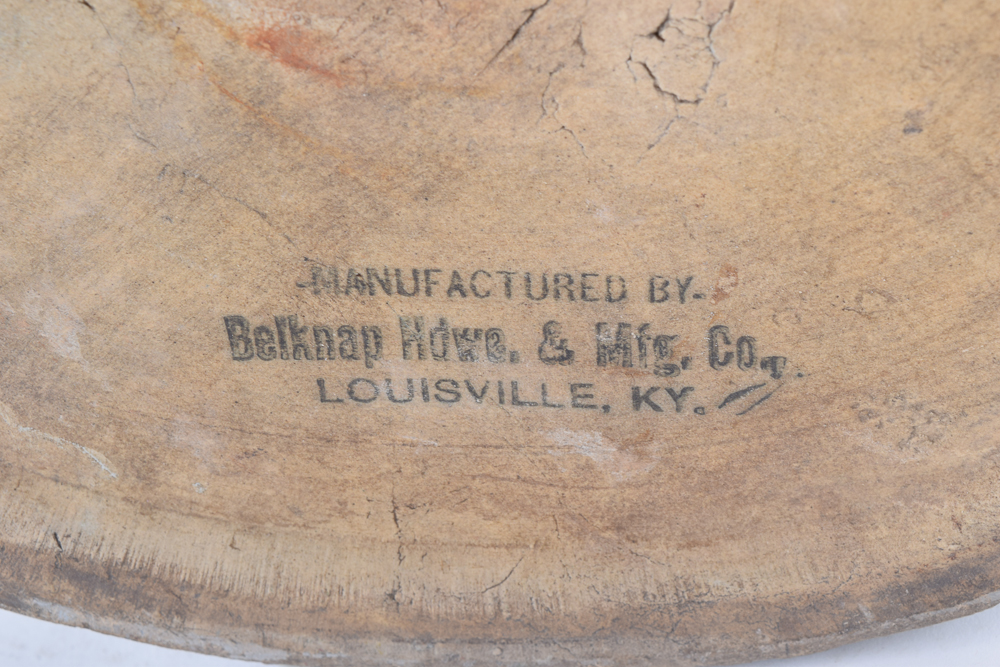 -MANUFACTURED BY-
Belknap Hdwe. & Mfg. Co.,
LOUISVILLE, KY.